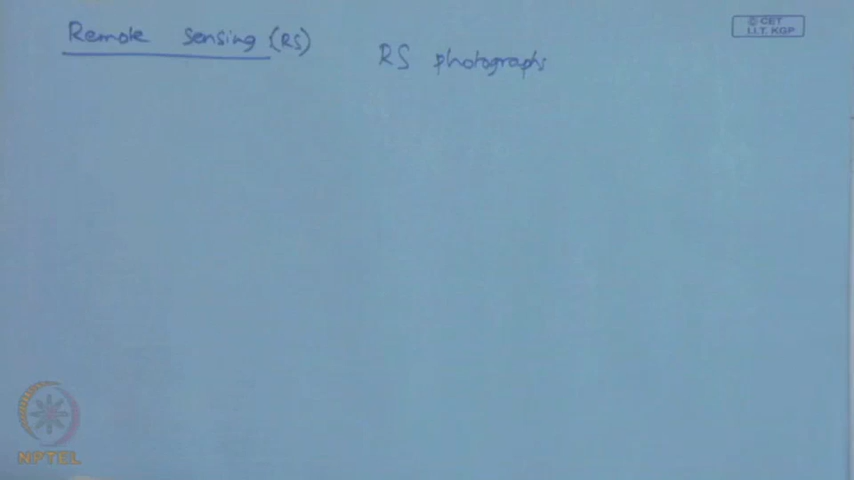 Remote Sensing (RS)
RS photographs
© CET
I.I.T. KGP
NPTEL